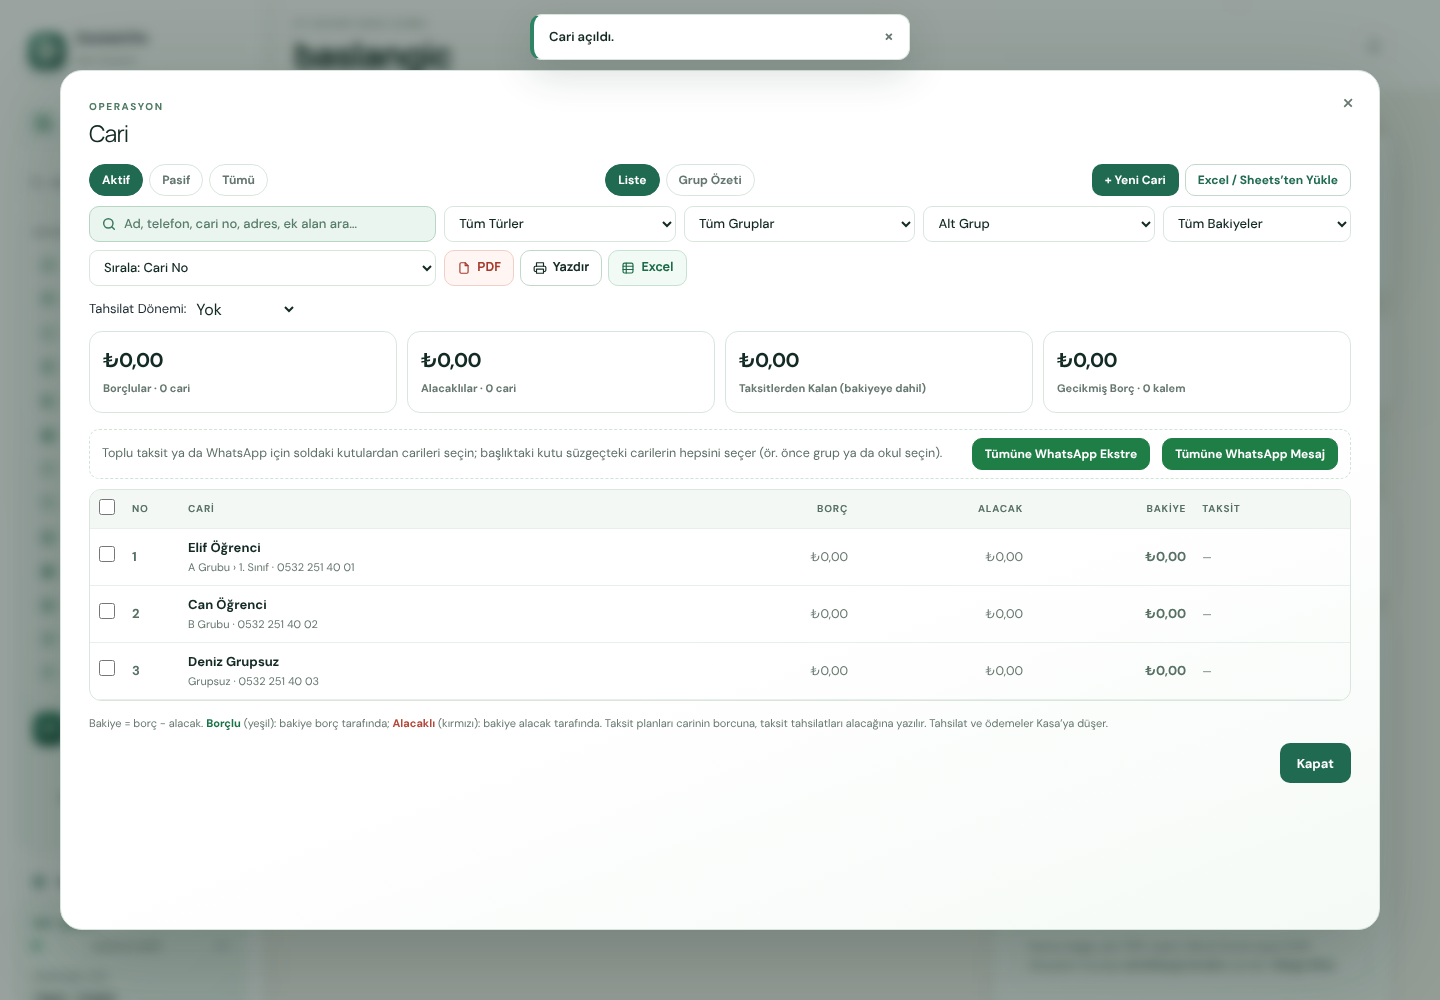 Cari açıldı.
×
baslangic
OPERASYON
×
Cari
Aktif Pasif Tümü Liste Grup Özeti + Yeni Cari Excel / Sheets'ten Yükle
Ad, telefon, cari no, adres, ek alan ara... Tüm Türler Tüm Gruplar Alt Grup Tüm Bakiyeler
Sırala: Cari No PDF Yazdır Excel
Tahsilat Dönemi: Yok
₺0,00 ₺0,00 ₺0,00 ₺0,00
Borçlular · 0 cari Alacaklılar · 0 cari Taksitlerden Kalan (bakiyeye dahil) Gecikmiş Borç · 0 kalem
Toplu taksit ya da WhatsApp için soldaki kutulardan carileri seçin; başlıktaki kutu süzgeçteki carilerin hepsini seçer (ör. önce grup ya da okul seçin). Tümüne WhatsApp Ekstre Tümüne WhatsApp Mesaj
NO CARİ BORÇ ALACAK BAKİYE TAKSİT
1 Elif Öğrenci ₺0,00 ₺0,00 ₺0,00 —
A Grubu › 1. Sınıf · 0532 251 40 01
2 Can Öğrenci ₺0,00 ₺0,00 ₺0,00 —
B Grubu · 0532 251 40 02
3 Deniz Grupsuz ₺0,00 ₺0,00 ₺0,00 —
Grupsuz · 0532 251 40 03
Bakiye = borç − alacak. Borçlu (yeşil): bakiye borç tarafında; Alacaklı (kırmızı): bakiye alacak tarafında. Taksit planları carinin borcuna, taksit tahsilatları alacağına yazılır. Tahsilat ve ödemeler Kasa'ya düşer.
Kapat